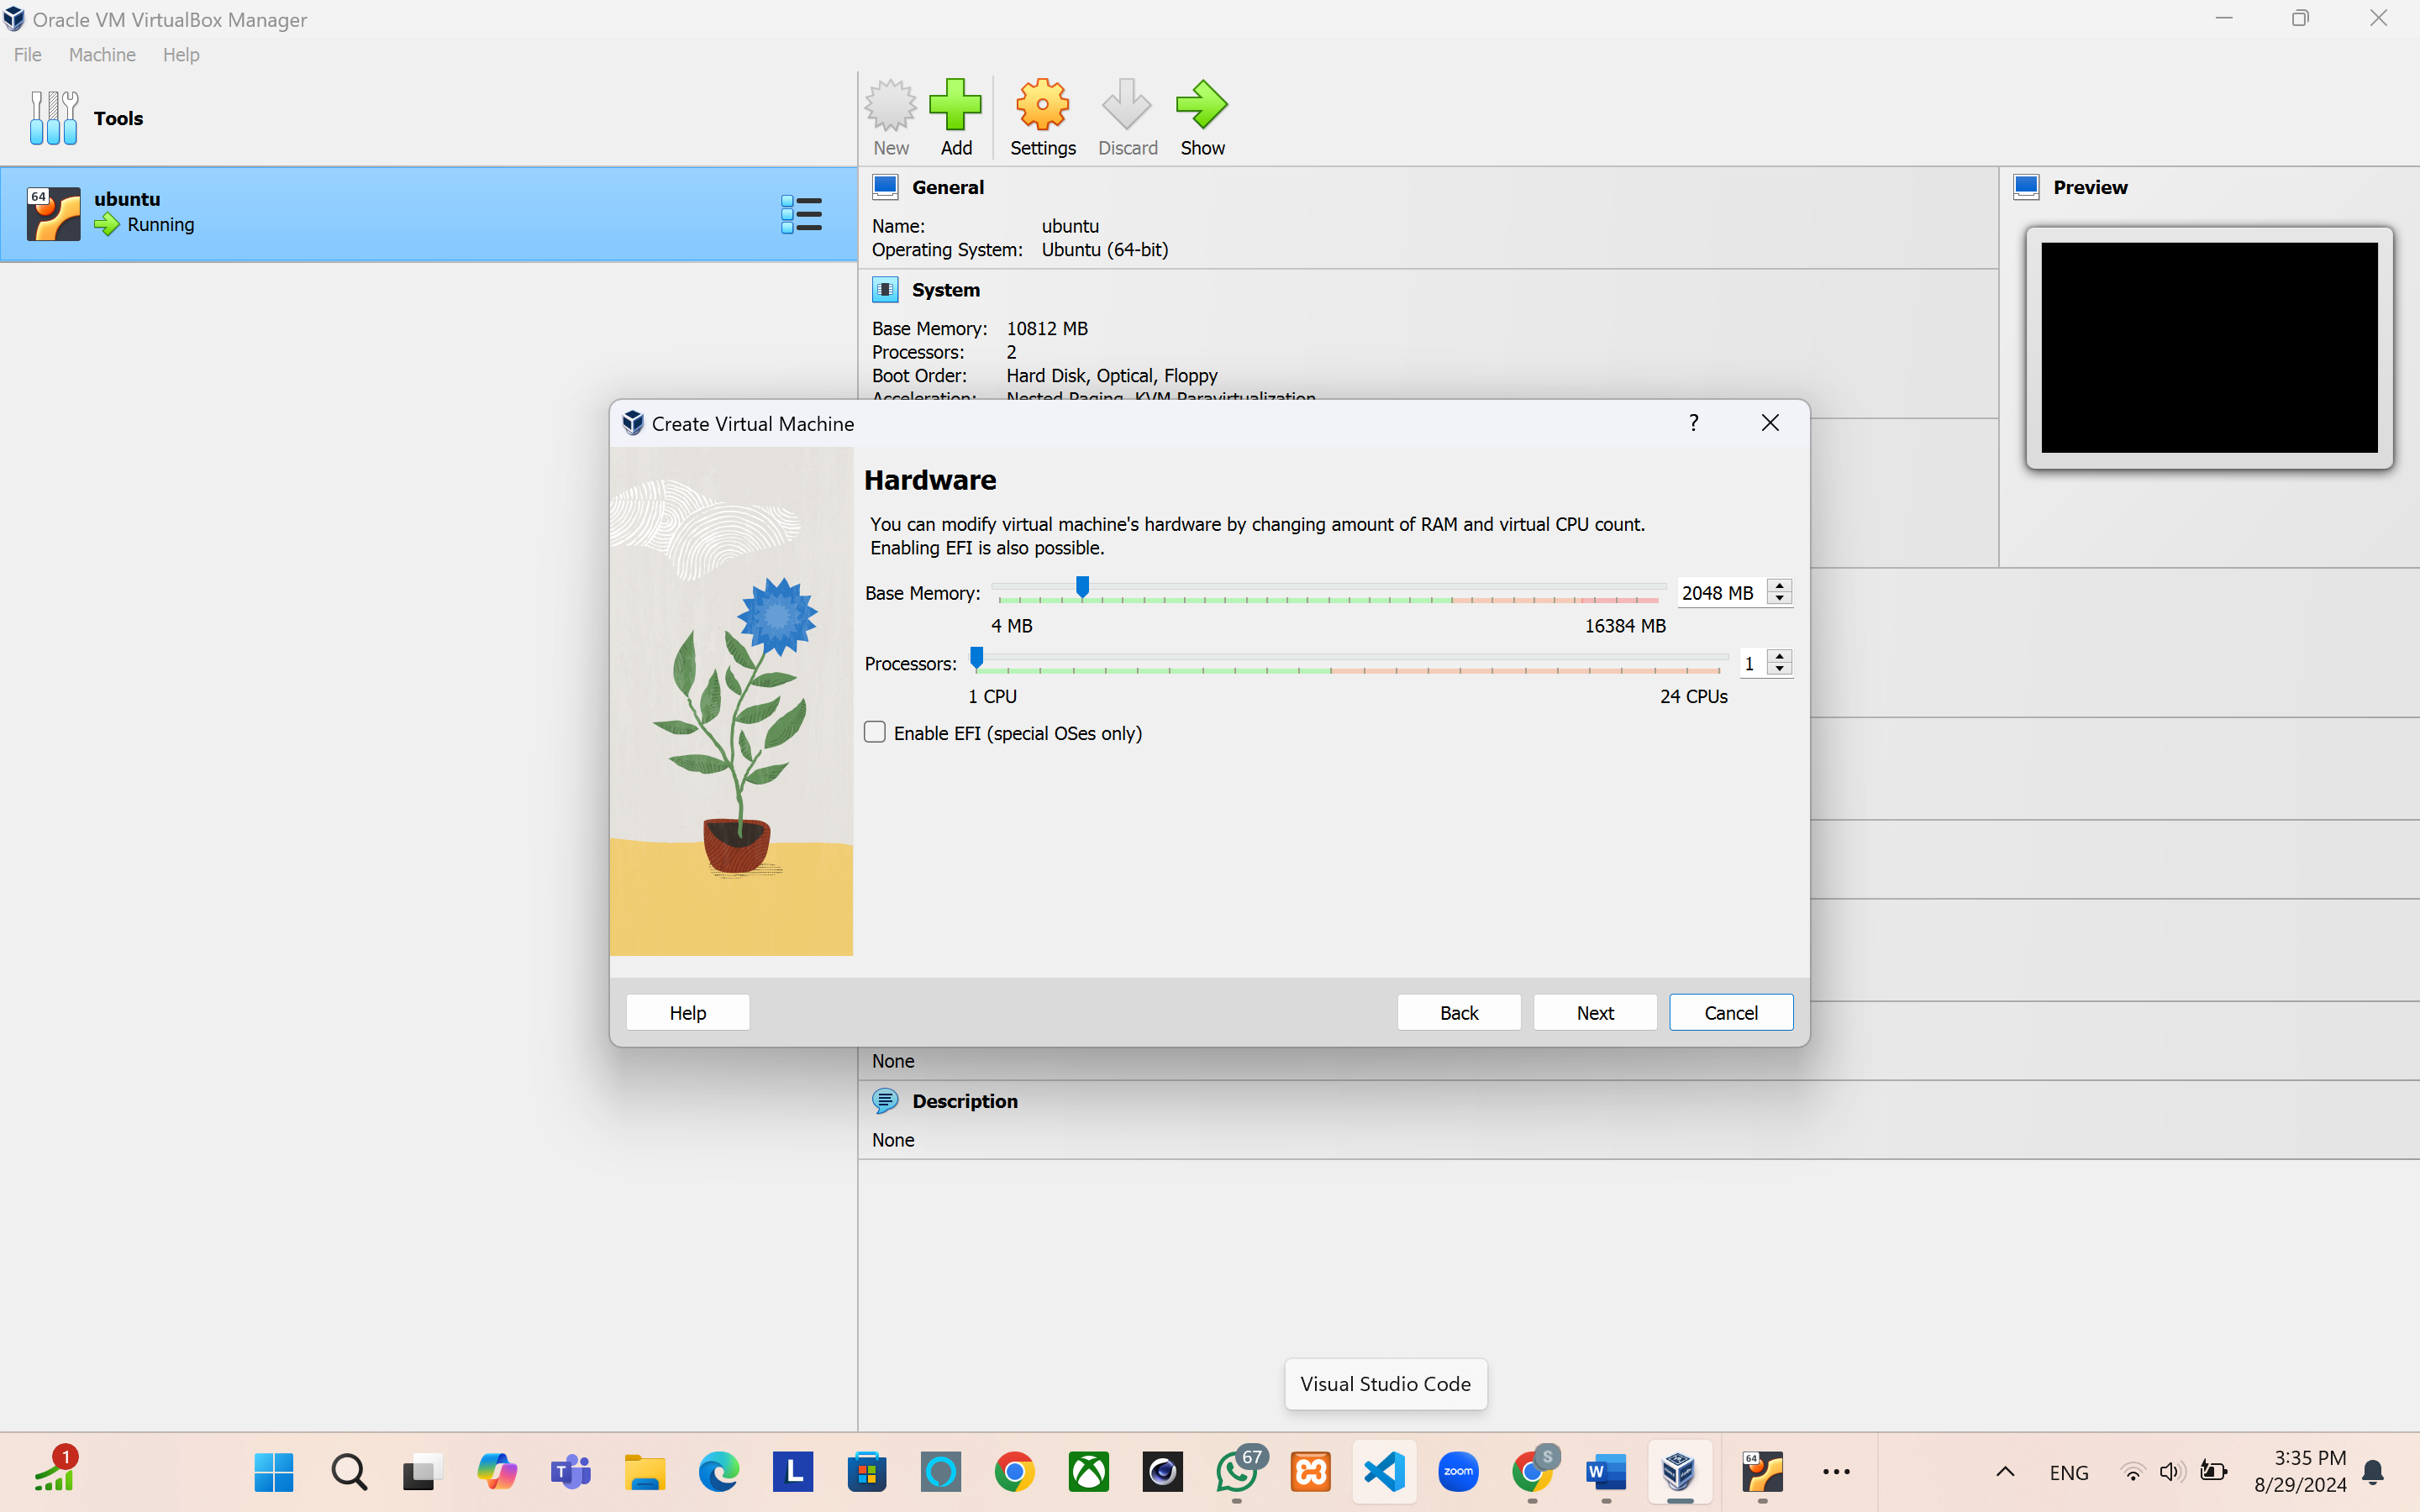 Oracle VM VirtualBox Manager
File Machine Help
Tools
New Add Settings Discard Show
64
ubuntu
Running
General
Name: ubuntu
Operating System: Ubuntu (64-bit)
Preview
System
Base Memory: 10812 MB
Processors: 2
Boot Order: Hard Disk, Optical, Floppy
Acceleration: Nested Paging, KVM Paravirtualization
Create Virtual Machine
?
Hardware
You can modify virtual machine's hardware by changing amount of RAM and virtual CPU count.
Enabling EFI is also possible.
Base Memory: 2048 MB
4 MB 16384 MB
Processors: 1
1 CPU 24 CPUs
Enable EFI (special OSes only)
Help Back Next Cancel
None
Description
None
Visual Studio Code
1
L
67
zoom
S
W
64
ENG
3:35 PM
8/29/2024